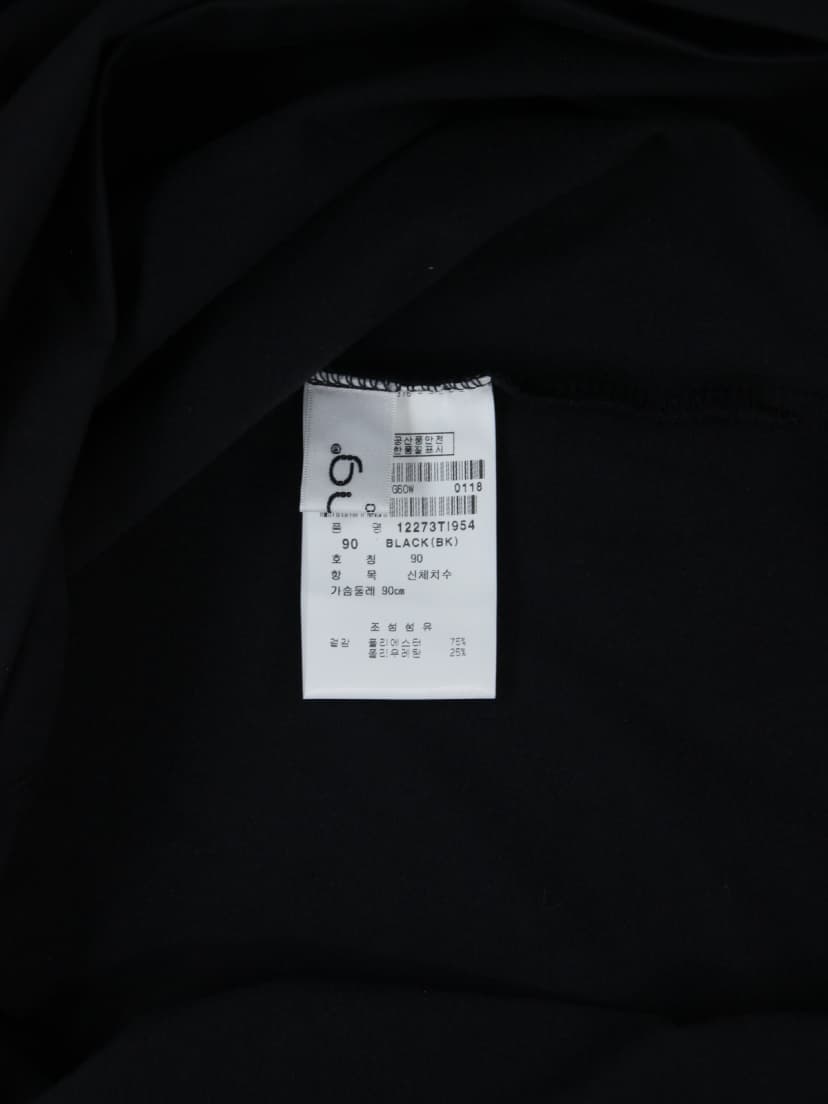 공산품안전
한품질표시
G50W 0118
품 명 12273TI954
90 BLACK(BK)
호 칭 90
항 목 신체치수
가슴둘레 90㎝
조성섬유
겉감 폴리에스터 75%
폴리우레탄 25%